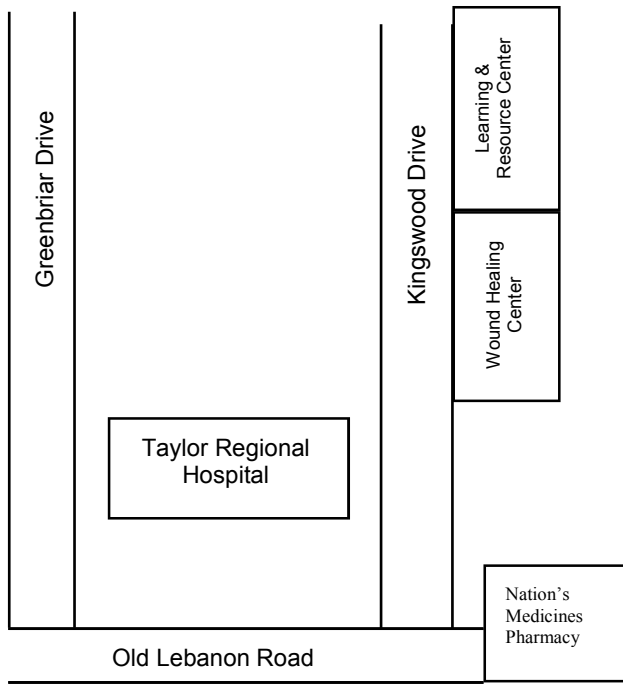 Greenbriar Drive
Kingswood Drive
Learning &
Resource Center
Wound Healing
Center
Taylor Regional
Hospital
Nation’s
Medicines
Pharmacy
Old Lebanon Road